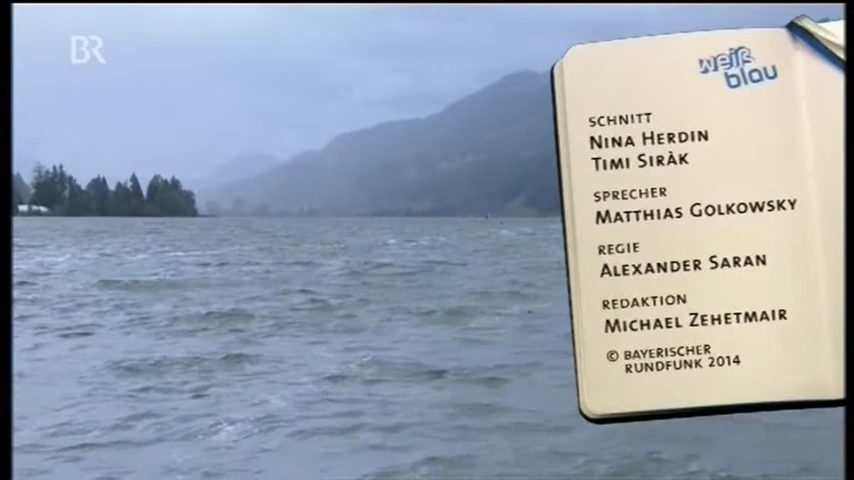 BR
weiß
blau
SCHNITT
NINA HERDIN
TIMI SIRÀK
SPRECHER
MATTHIAS GOLKOWSKY
REGIE
ALEXANDER SARAN
REDAKTION
MICHAEL ZEHETMAIR
© BAYERISCHER
RUNDFUNK 2014